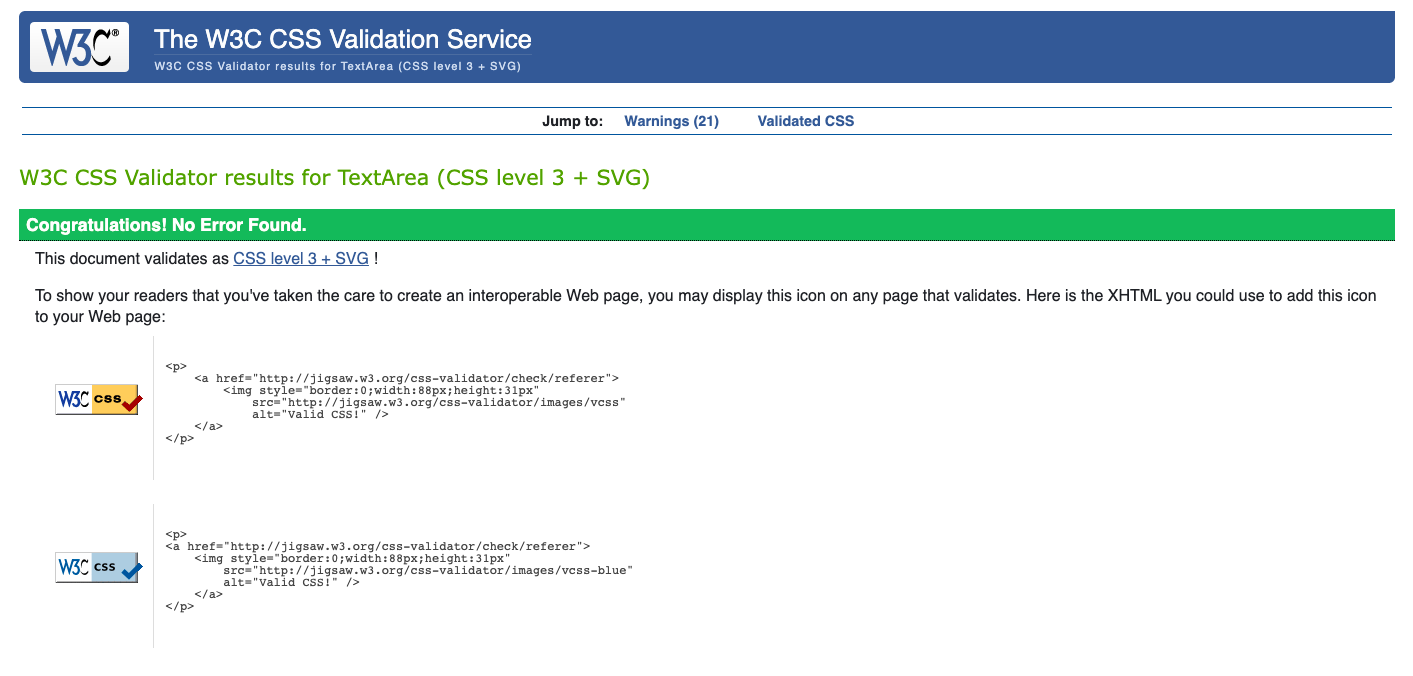 W3C® The W3C CSS Validation Service
W3C CSS Validator results for TextArea (CSS level 3 + SVG)
Jump to: Warnings (21) Validated CSS
W3C CSS Validator results for TextArea (CSS level 3 + SVG)
Congratulations! No Error Found.
This document validates as CSS level 3 + SVG !
To show your readers that you've taken the care to create an interoperable Web page, you may display this icon on any page that validates. Here is the XHTML you could use to add this icon
to your Web page:
W3C css
<p>
    <a href="http://jigsaw.w3.org/css-validator/check/referer">
        <img style="border:0;width:88px;height:31px"
            src="http://jigsaw.w3.org/css-validator/images/vcss"
            alt="Valid CSS!" />
    </a>
</p>
W3C css
<p>
<a href="http://jigsaw.w3.org/css-validator/check/referer">
    <img style="border:0;width:88px;height:31px"
        src="http://jigsaw.w3.org/css-validator/images/vcss-blue"
        alt="Valid CSS!" />
    </a>
</p>